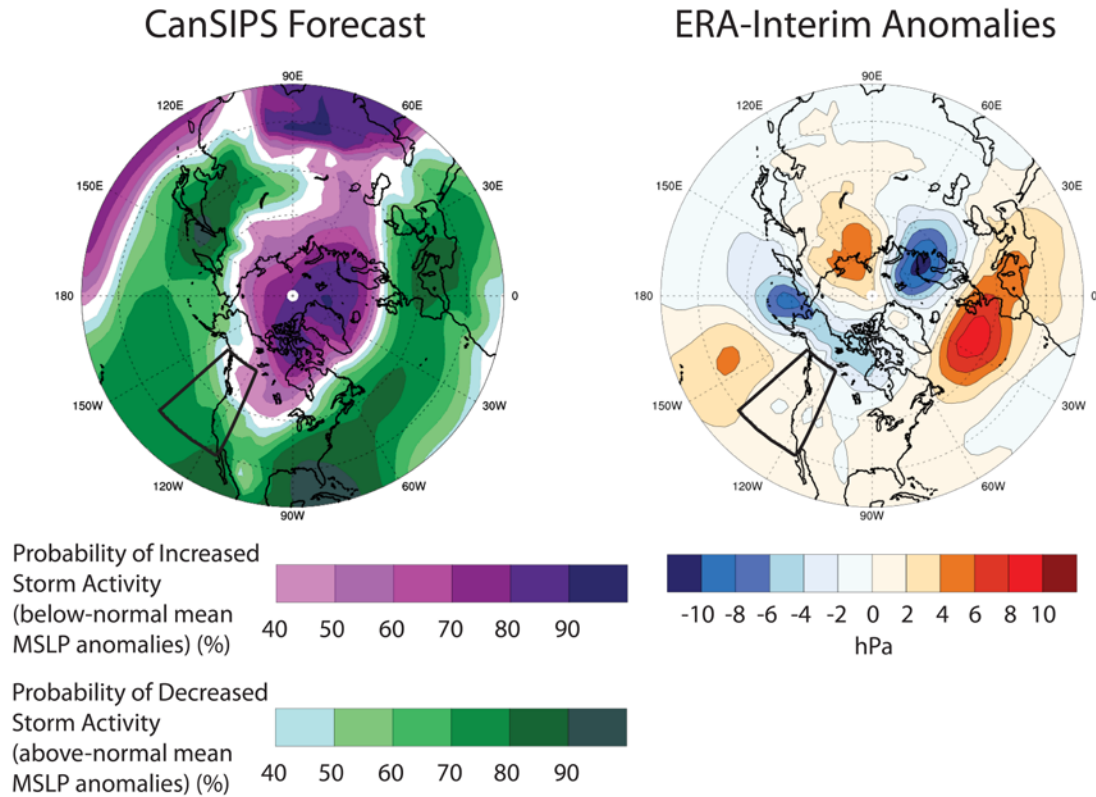 CanSIPS Forecast
ERA-Interim Anomalies
90E
120E
60E
150E
30E
180
0
150W
30W
120W
60W
90W
90E
120E
60E
150E
30E
180
0
150W
30W
120W
60W
90W
Probability of Increased
Storm Activity
(below-normal mean
MSLP anomalies) (%)
40 50 60 70 80 90
-10 -8 -6 -4 -2 0 2 4 6 8 10
hPa
Probability of Decreased
Storm Activity
(above-normal mean
MSLP anomalies) (%)
40 50 60 70 80 90